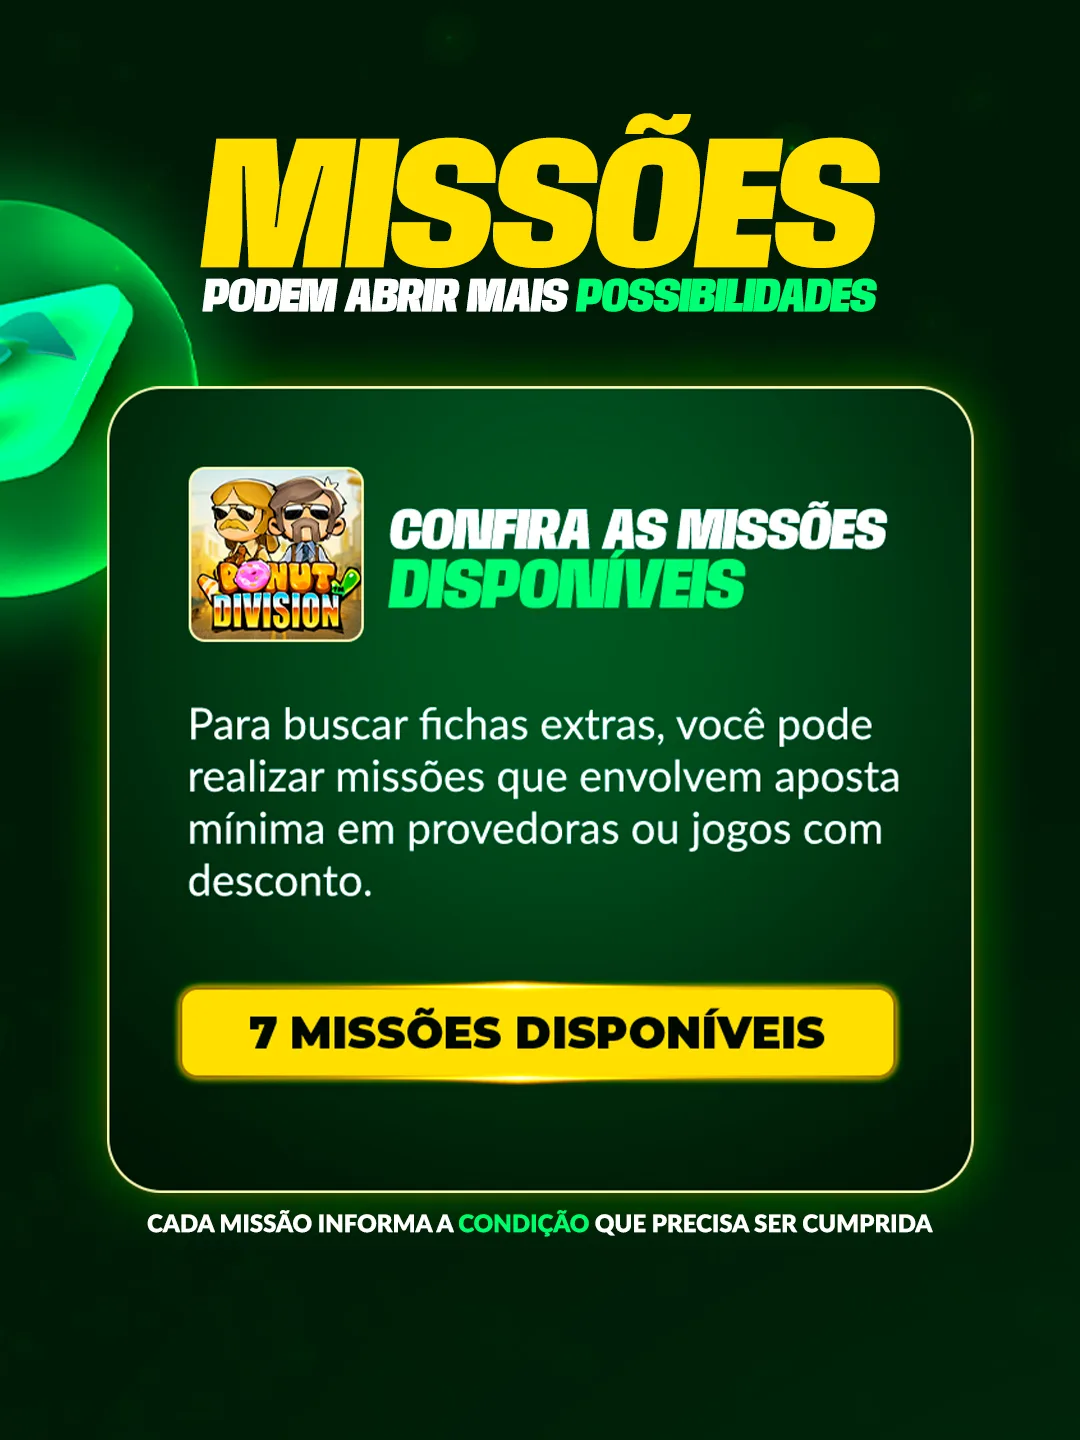 MISSÕES
PODEM ABRIR MAIS POSSIBILIDADES
DONUT
DIVISION
CONFIRA AS MISSÕES
DISPONÍVEIS
Para buscar fichas extras, você pode
realizar missões que envolvem aposta
mínima em provedoras ou jogos com
desconto.
7 MISSÕES DISPONÍVEIS
CADA MISSÃO INFORMA A CONDIÇÃO QUE PRECISA SER CUMPRIDA